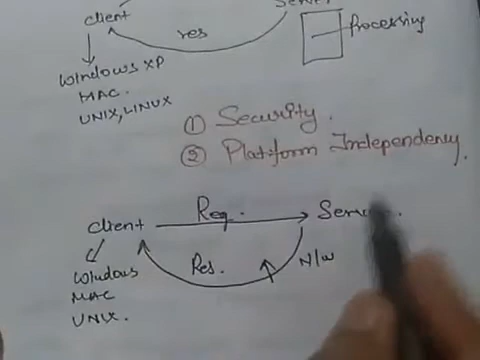 client
res
Processing
Windows XP
MAC.
UNIX, LINUX
① Security.
② Platform Independency.
client
Req.
Res.
N/W
Windows
MAC
UNIX.